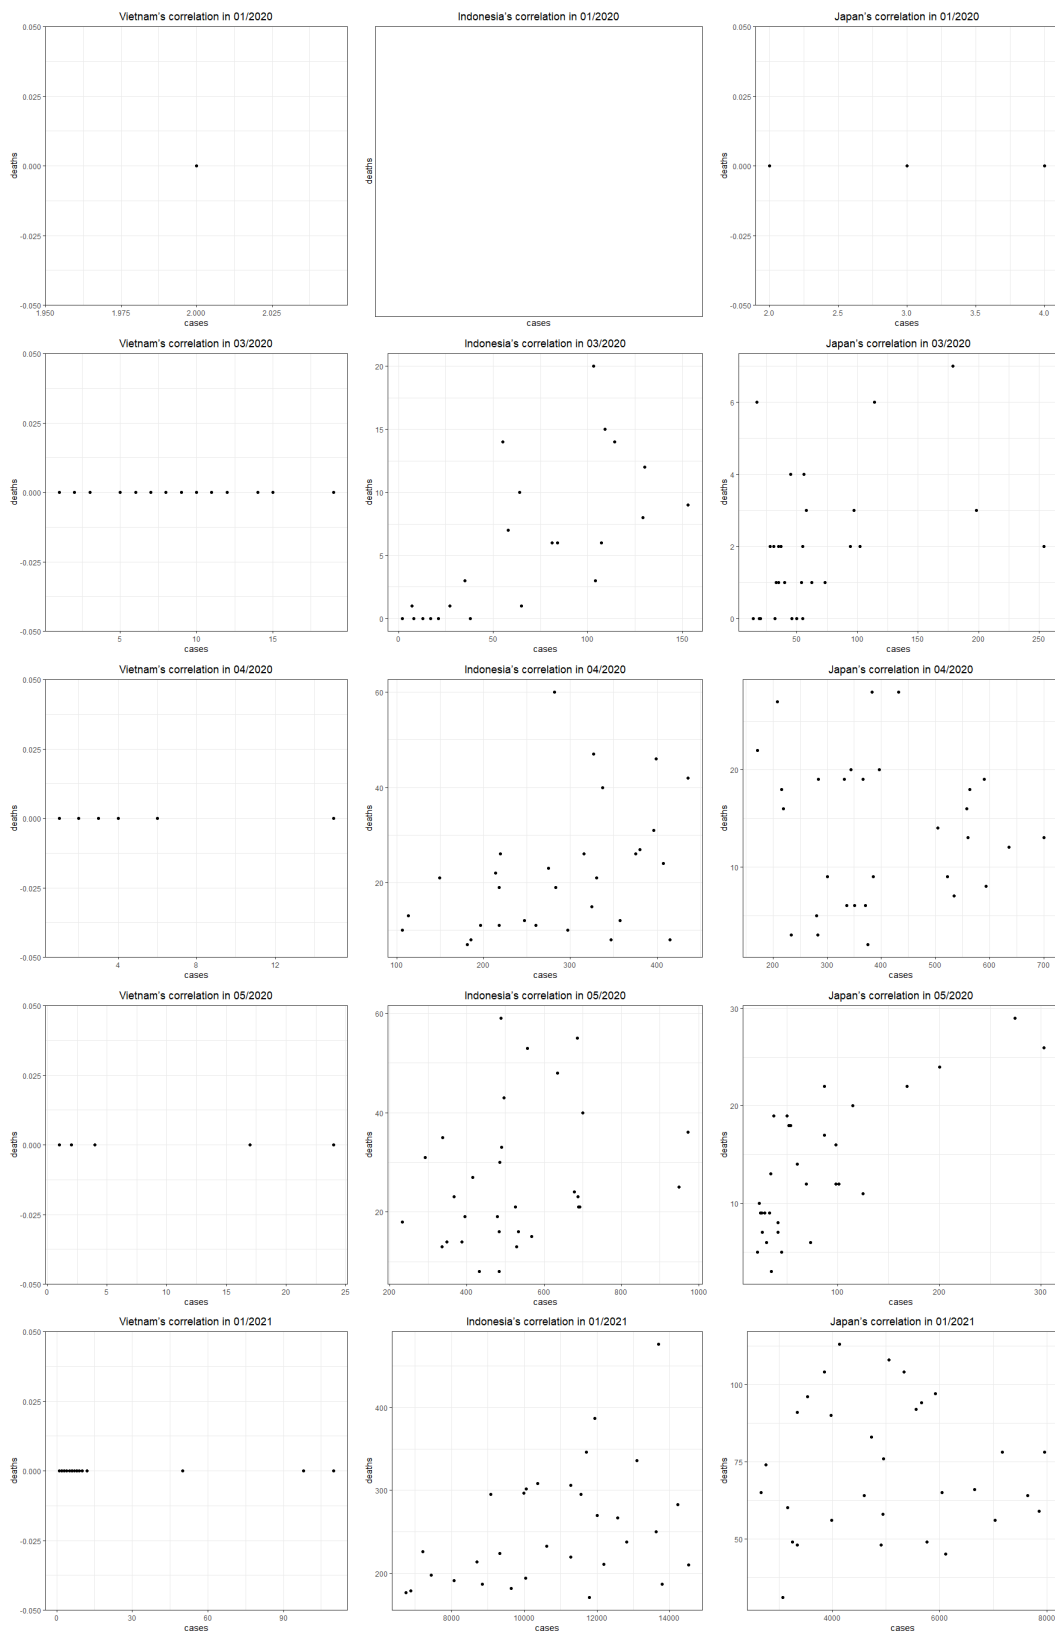 Vietnam's correlation in 01/2020
0.050
0.025
0.000
-0.025
-0.050
deaths
1.950 1.975 2.000 2.025
cases
Indonesia's correlation in 01/2020
deaths
cases
Japan's correlation in 01/2020
0.050
0.025
0.000
-0.025
-0.050
deaths
2.0 2.5 3.0 3.5 4.0
cases
Vietnam's correlation in 03/2020
0.050
0.025
0.000
-0.025
-0.050
deaths
5 10 15
cases
Indonesia's correlation in 03/2020
20
15
10
5
0
deaths
0 50 100 150
cases
Japan's correlation in 03/2020
6
4
2
0
deaths
50 100 150 200 250
cases
Vietnam's correlation in 04/2020
0.050
0.025
0.000
-0.025
-0.050
deaths
4 8 12
cases
Indonesia's correlation in 04/2020
60
40
20
deaths
100 200 300 400
cases
Japan's correlation in 04/2020
20
10
deaths
200 300 400 500 600 700
cases
Vietnam's correlation in 05/2020
0.050
0.025
0.000
-0.025
-0.050
deaths
0 5 10 15 20 25
cases
Indonesia's correlation in 05/2020
60
40
20
deaths
200 400 600 800 1000
cases
Japan's correlation in 05/2020
30
20
10
deaths
100 200 300
cases
Vietnam's correlation in 01/2021
0.050
0.025
0.000
-0.025
-0.050
deaths
0 30 60 90
cases
Indonesia's correlation in 01/2021
400
300
200
deaths
8000 10000 12000 14000
cases
Japan's correlation in 01/2021
100
75
50
deaths
4000 6000 8000
cases